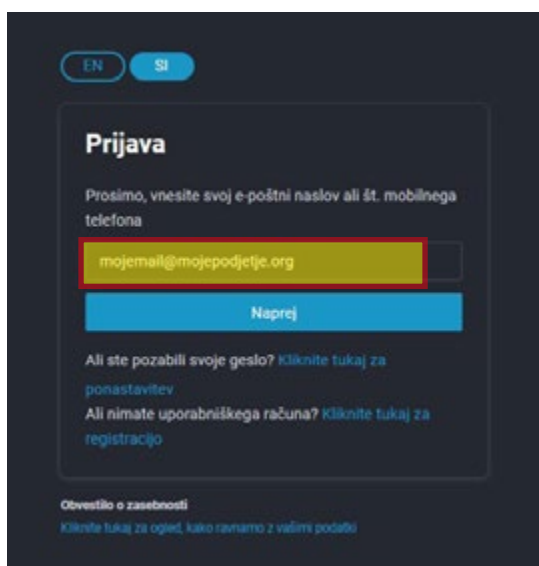 EN SI
Prijava
Prosimo, vnesite svoj e-poštni naslov ali št. mobilnega
telefona
mojemail@mojepodjetje.org
Naprej
Ali ste pozabili svoje geslo? Kliknite tukaj za
ponastavitev
Ali nimate uporabniškega računa? Kliknite tukaj za
registracijo
Obvestilo o zasebnosti
Kliknite tukaj za ogled, kako ravnamo z vašimi podatki